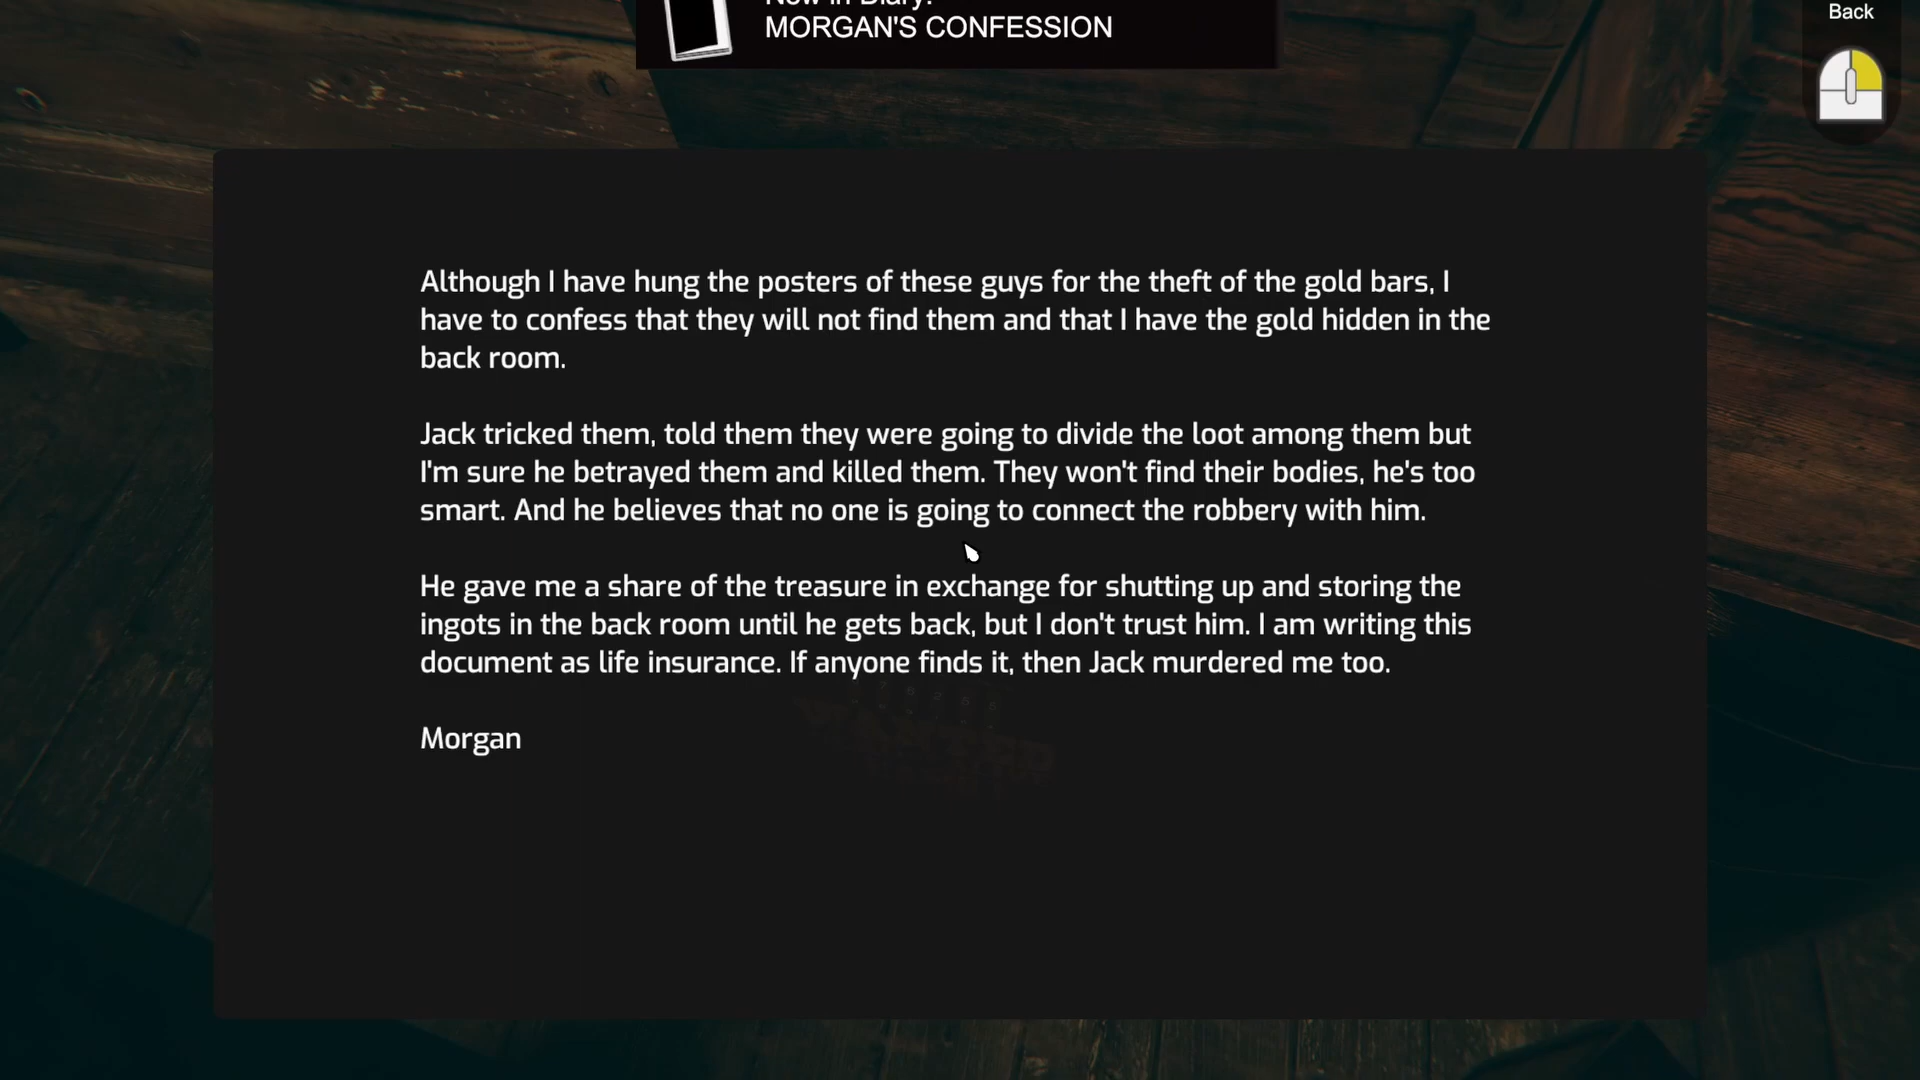 Now in Diary:
MORGAN'S CONFESSION
Back
Although I have hung the posters of these guys for the theft of the gold bars, I
have to confess that they will not find them and that I have the gold hidden in the
back room.
Jack tricked them, told them they were going to divide the loot among them but
I'm sure he betrayed them and killed them. They won't find their bodies, he's too
smart. And he believes that no one is going to connect the robbery with him.
He gave me a share of the treasure in exchange for shutting up and storing the
ingots in the back room until he gets back, but I don't trust him. I am writing this
document as life insurance. If anyone finds it, then Jack murdered me too.
Morgan